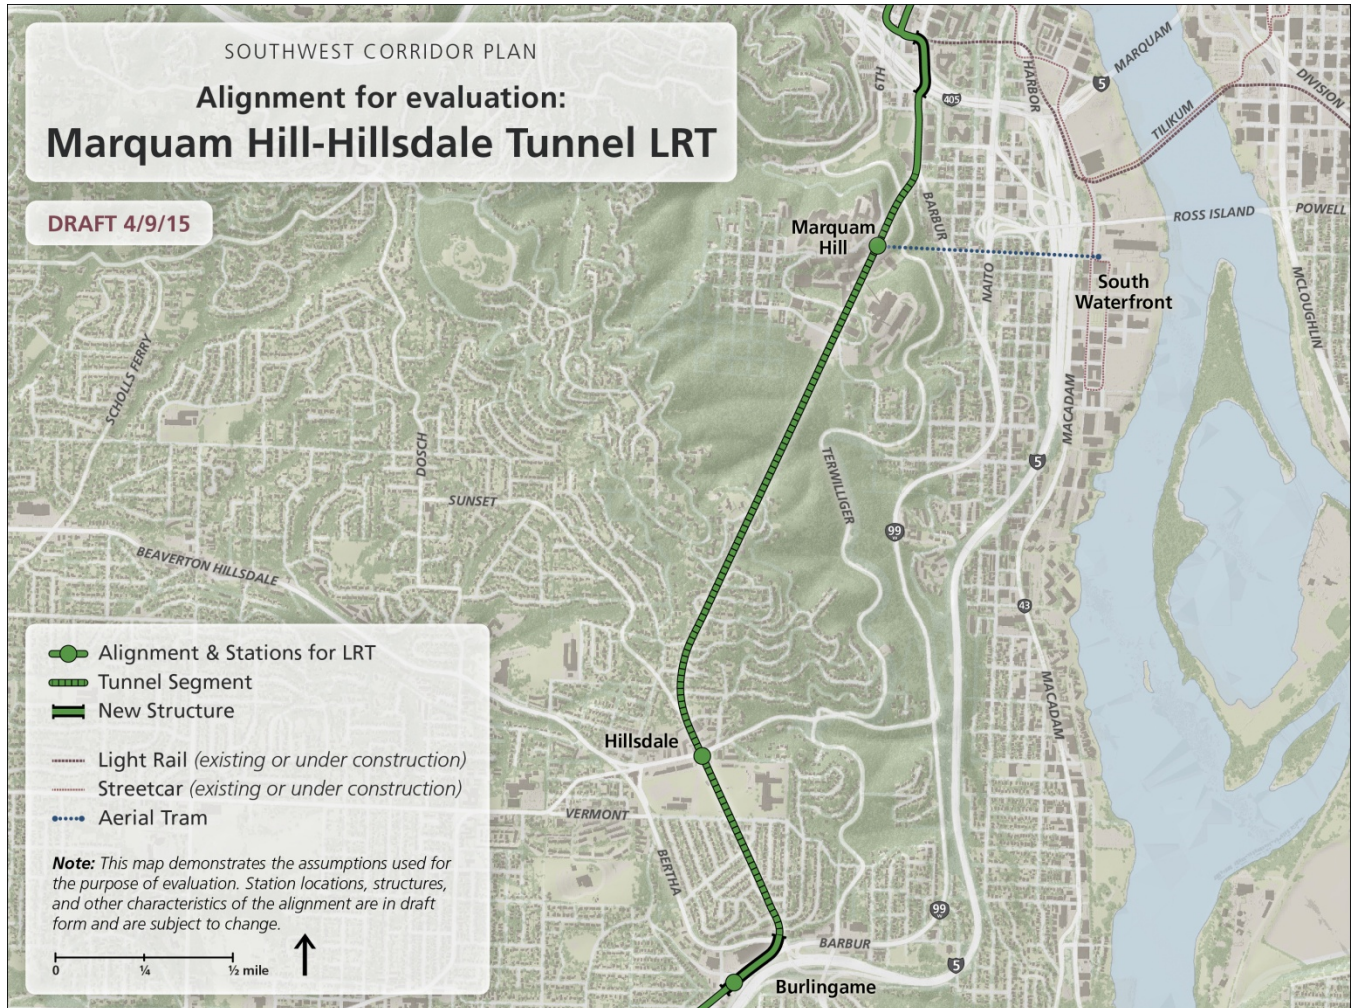 SOUTHWEST CORRIDOR PLAN
Alignment for evaluation:
Marquam Hill-Hillsdale Tunnel LRT
DRAFT 4/9/15
6TH
405
HARBOR
5
MARQUAM
DIVISION
TILIKUM
BARBUR
ROSS ISLAND
POWELL
Marquam
Hill
NAITO
South
Waterfront
MCLOUGHLIN
SCHOLLS FERRY
MACADAM
DOSCH
SUNSET
TERWILLIGER
5
99
BEAVERTON HILLSDALE
43
MACADAM
Alignment & Stations for LRT
Tunnel Segment
New Structure
Light Rail (existing or under construction)
Streetcar (existing or under construction)
Aerial Tram
Note: This map demonstrates the assumptions used for
the purpose of evaluation. Station locations, structures,
and other characteristics of the alignment are in draft
form and are subject to change.
0 ¼ ½ mile
Hillsdale
VERMONT
BERTHA
99
BARBUR
5
Burlingame